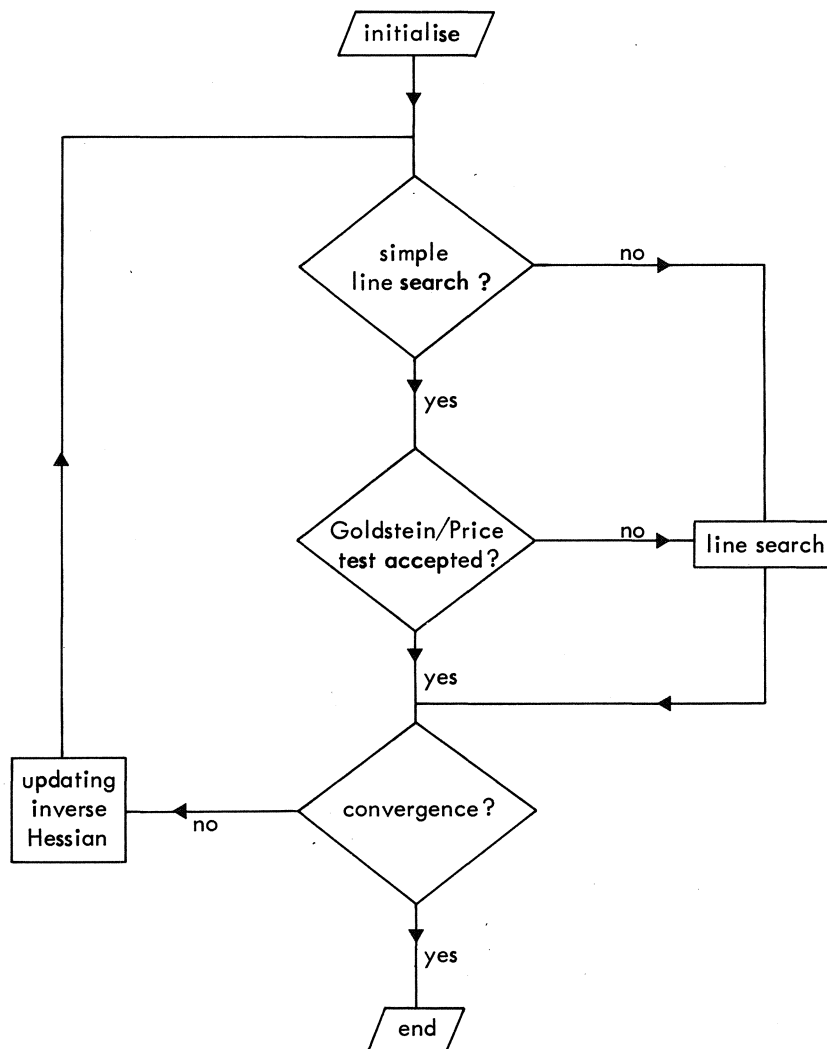 initialise
simple
line search ?
no
yes
Goldstein/Price
test accepted?
no
line search
yes
updating
inverse
Hessian
no
convergence?
yes
end